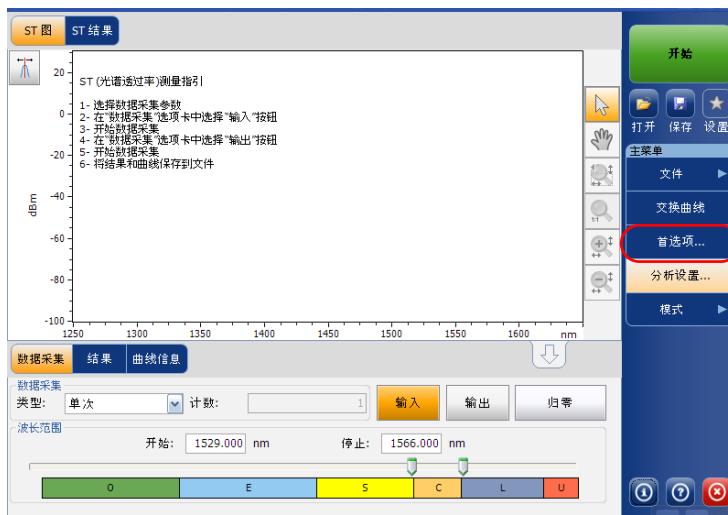 ST 图 ST 结果
ST (光谱透过率)测量指引
1- 选择数据采集参数
2- 在"数据采集"选项卡中选择"输入"按钮
3- 开始数据采集
4- 在"数据采集"选项卡中选择"输出"按钮
5- 开始数据采集
6- 将结果和曲线保存到文件
dBm
20
0
-20
-40
-60
-80
-100
1250 1300 1350 1400 1450 1500 1550 1600 nm
1:1
数据采集 结果 曲线信息
数据采集
类型: 单次 计数: 1 输入 输出 归零
波长范围
开始: 1529.000 nm 停止: 1566.000 nm
O E S C L U
开始
打开 保存 设置
主菜单
文件
交换曲线
首选项...
分析设置...
模式